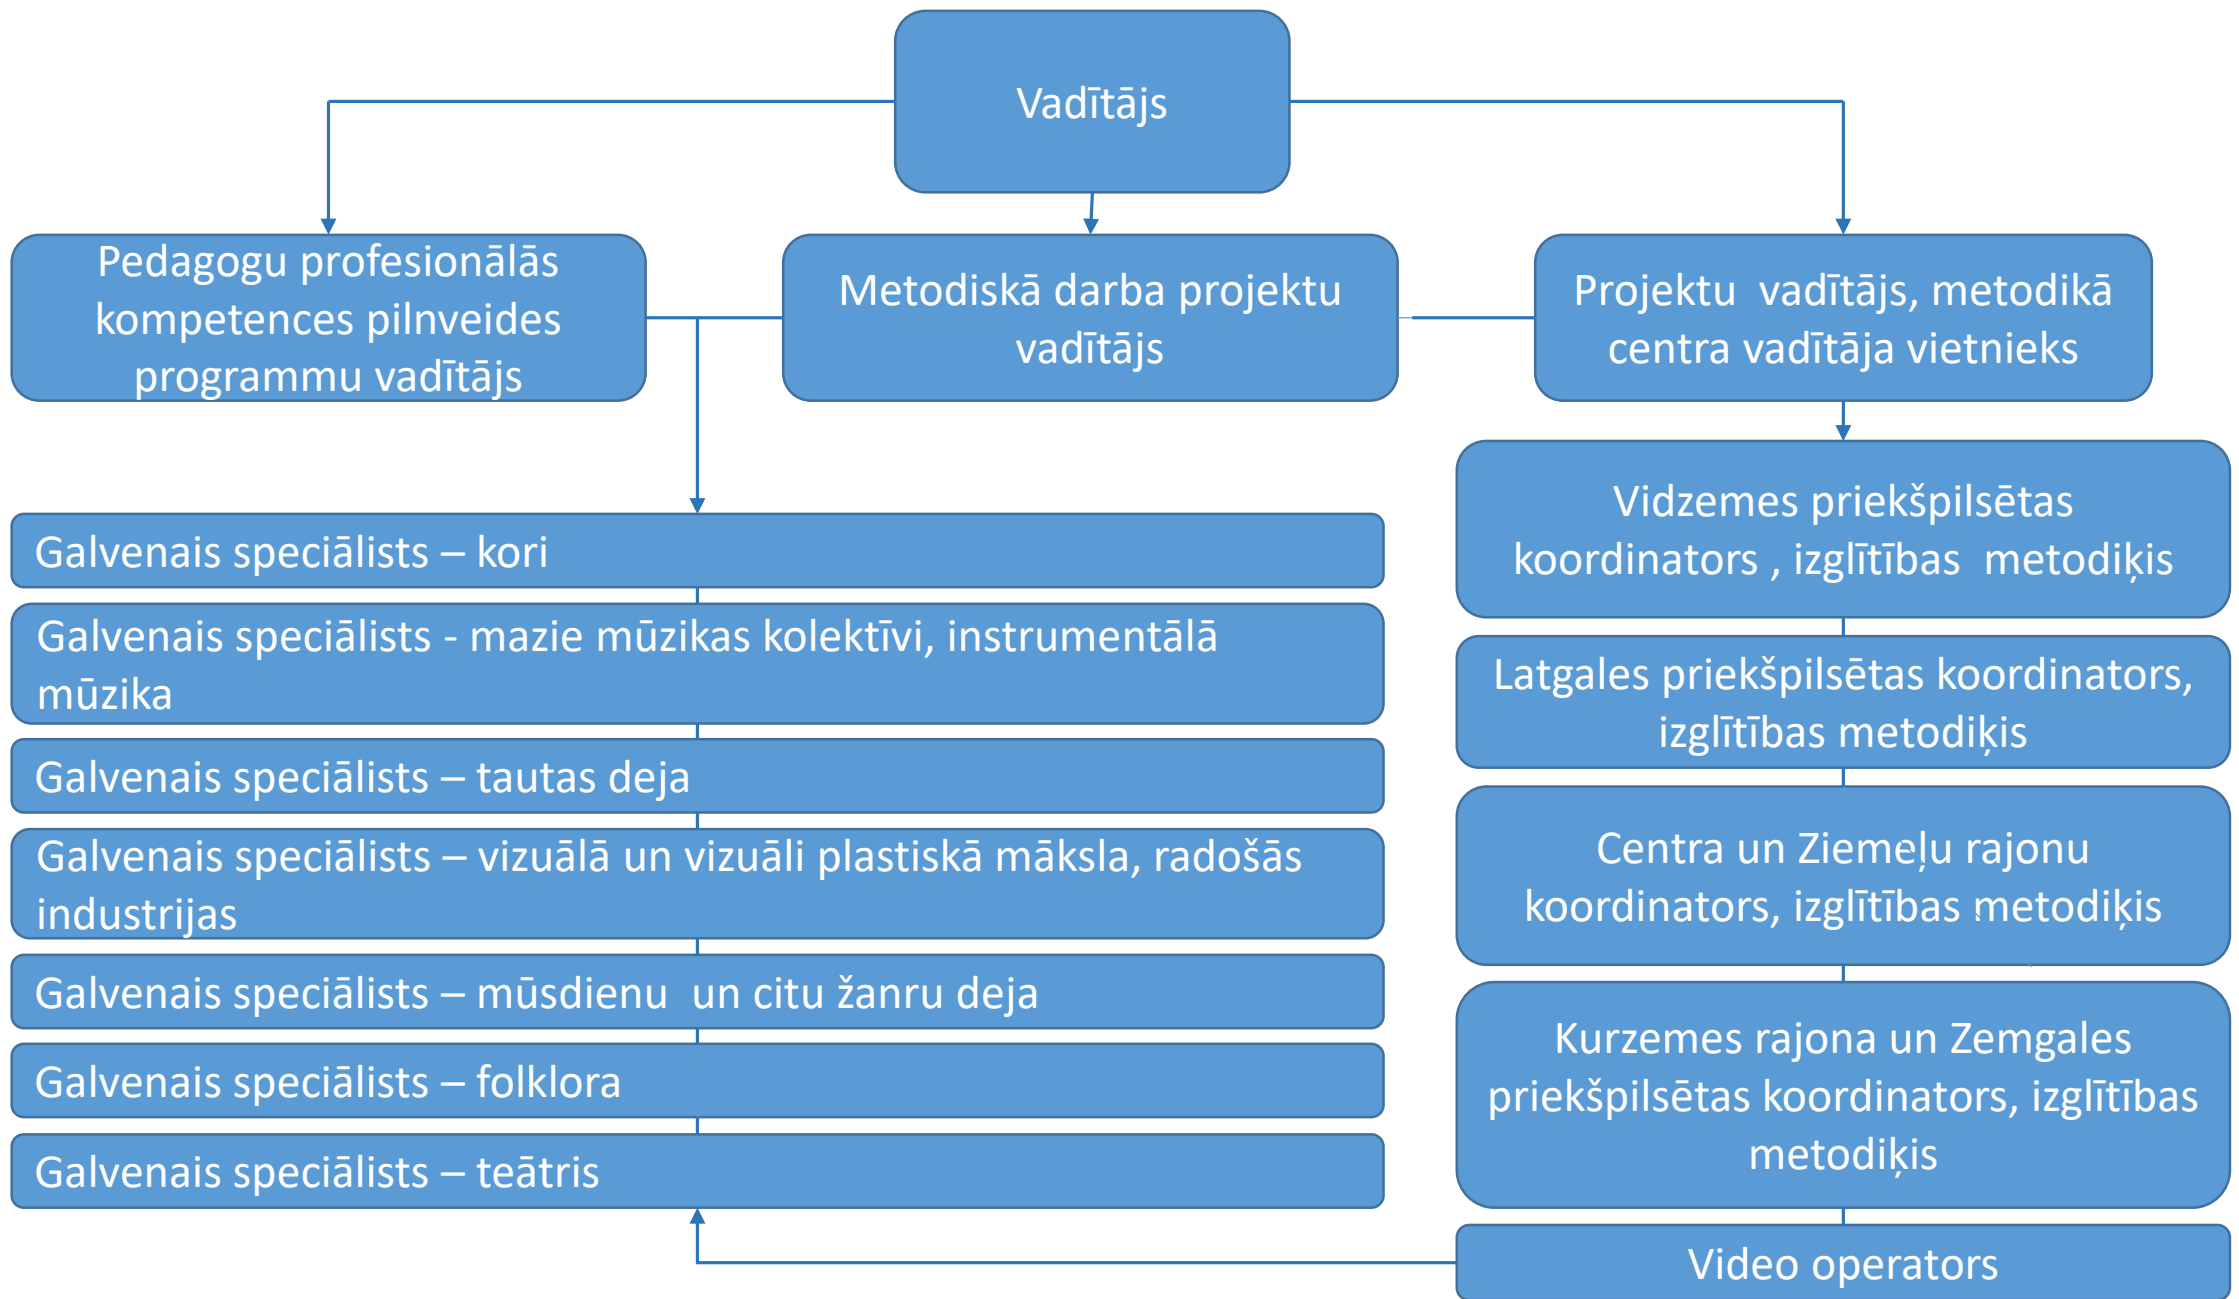 Vadītājs
Pedagogu profesionālās
kompetences pilnveides
programmu vadītājs
Metodiskā darba projektu
vadītājs
Projektu  vadītājs, metodikā
centra vadītāja vietnieks
Galvenais speciālists – kori
Galvenais speciālists - mazie mūzikas kolektīvi, instrumentālā
mūzika
Galvenais speciālists – tautas deja
Galvenais speciālists – vizuālā un vizuāli plastiskā māksla, radošās
industrijas
Galvenais speciālists – mūsdienu  un citu žanru deja
Galvenais speciālists – folklora
Galvenais speciālists – teātris
Vidzemes priekšpilsētas
koordinators , izglītības  metodiķis
Latgales priekšpilsētas koordinators,
izglītības metodiķis
Centra un Ziemeļu rajonu
koordinators, izglītības metodiķis
Kurzemes rajona un Zemgales
priekšpilsētas koordinators, izglītības
metodiķis
Video operators